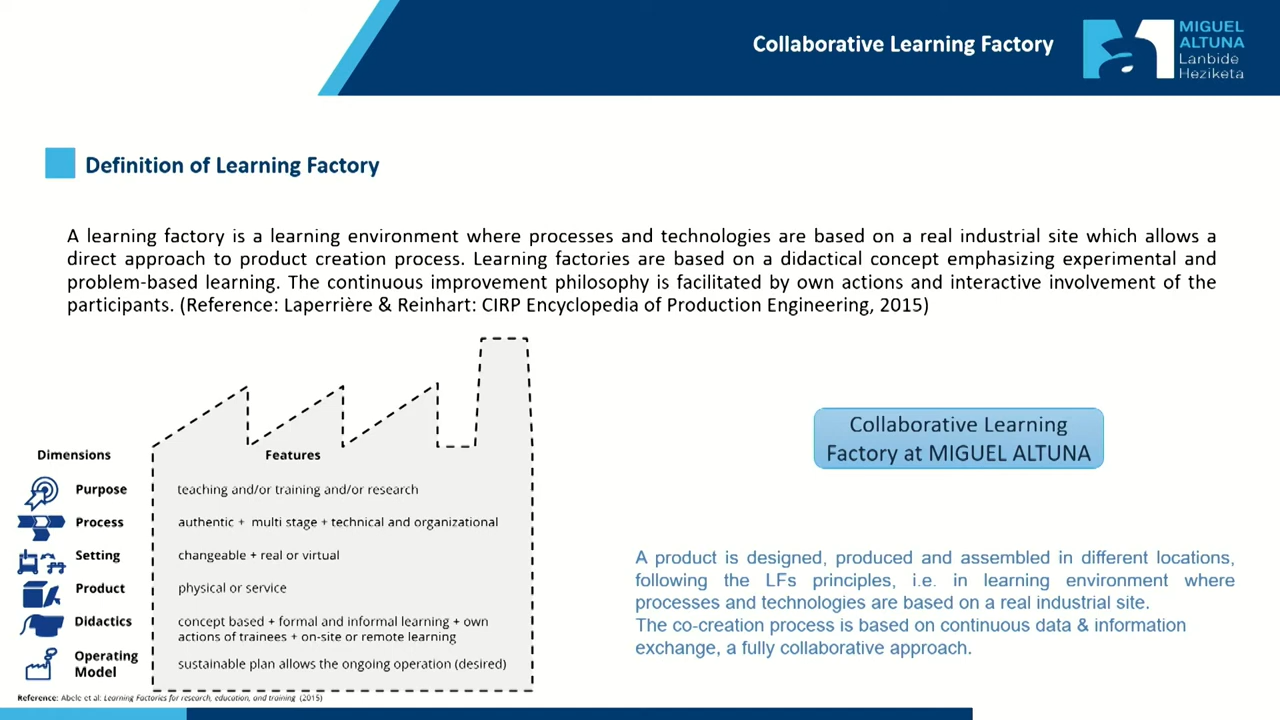 Collaborative Learning Factory
MIGUEL
ALTUNA
Lanbide
Heziketa
Definition of Learning Factory
A learning factory is a learning environment where processes and technologies are based on a real industrial site which allows a
direct approach to product creation process. Learning factories are based on a didactical concept emphasizing experimental and
problem-based learning. The continuous improvement philosophy is facilitated by own actions and interactive involvement of the
participants. (Reference: Laperrière & Reinhart: CIRP Encyclopedia of Production Engineering, 2015)
Dimensions
Features
Purpose
teaching and/or training and/or research
Process
authentic + multi stage + technical and organizational
Setting
changeable + real or virtual
Product
physical or service
Didactics
concept based + formal and informal learning + own
actions of trainees + on-site or remote learning
Operating
Model
sustainable plan allows the ongoing operation (desired)
Reference: Abele et al: Learning Factories for research, education, and training (2015)
Collaborative Learning
Factory at MIGUEL ALTUNA
A product is designed, produced and assembled in different locations,
following the LFs principles, i.e. in learning environment where
processes and technologies are based on a real industrial site.
The co-creation process is based on continuous data & information
exchange, a fully collaborative approach.